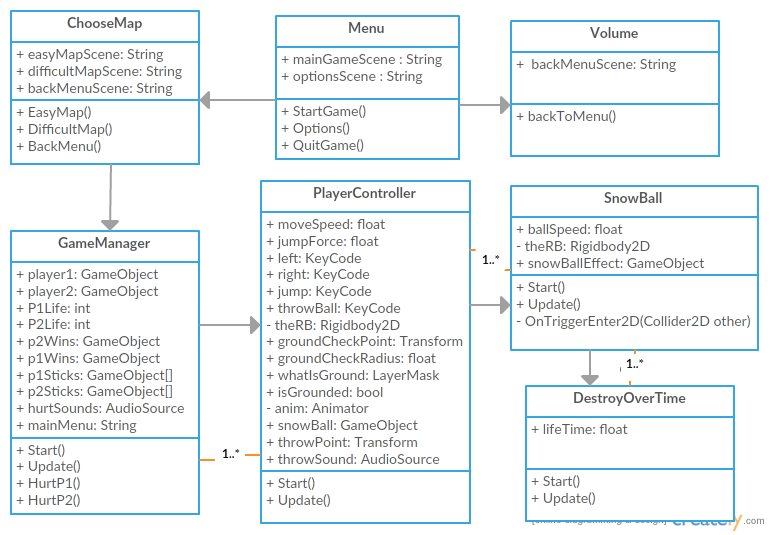 ChooseMap
+ easyMapScene: String
+ difficultMapScene: String
+ backMenuScene: String
+ EasyMap()
+ DifficultMap()
+ BackMenu()
Menu
+ mainGameScene : String
+ optionsScene : String
+ StartGame()
+ Options()
+ QuitGame()
Volume
+ backMenuScene: String
+ backToMenu()
GameManager
+ player1: GameObject
+ player2: GameObject
+ P1Life: int
+ P2Life: int
+ p2Wins: GameObject
+ p1Wins: GameObject
+ p1Sticks: GameObject[]
+ p2Sticks: GameObject[]
+ hurtSounds: AudioSource
+ mainMenu: String
+ Start()
+ Update()
+ HurtP1()
+ HurtP2()
1..*
PlayerController
+ moveSpeed: float
+ jumpForce: float
+ left: KeyCode
+ right: KeyCode
+ jump: KeyCode
+ throwBall: KeyCode
- theRB: Rigidbody2D
+ groundCheckPoint: Transform
+ groundCheckRadius: float
+ whatIsGround: LayerMask
+ isGrounded: bool
- anim: Animator
+ snowBall: GameObject
+ throwPoint: Transform
+ throwSound: AudioSource
+ Start()
+ Update()
1..*
SnowBall
+ ballSpeed: float
- theRB: Rigidbody2D
+ snowBallEffect: GameObject
+ Start()
+ Update()
- OnTriggerEnter2D(Collider2D other)
1..*
DestroyOverTime
+ lifeTime: float
+ Start()
+ Update()
creately.com